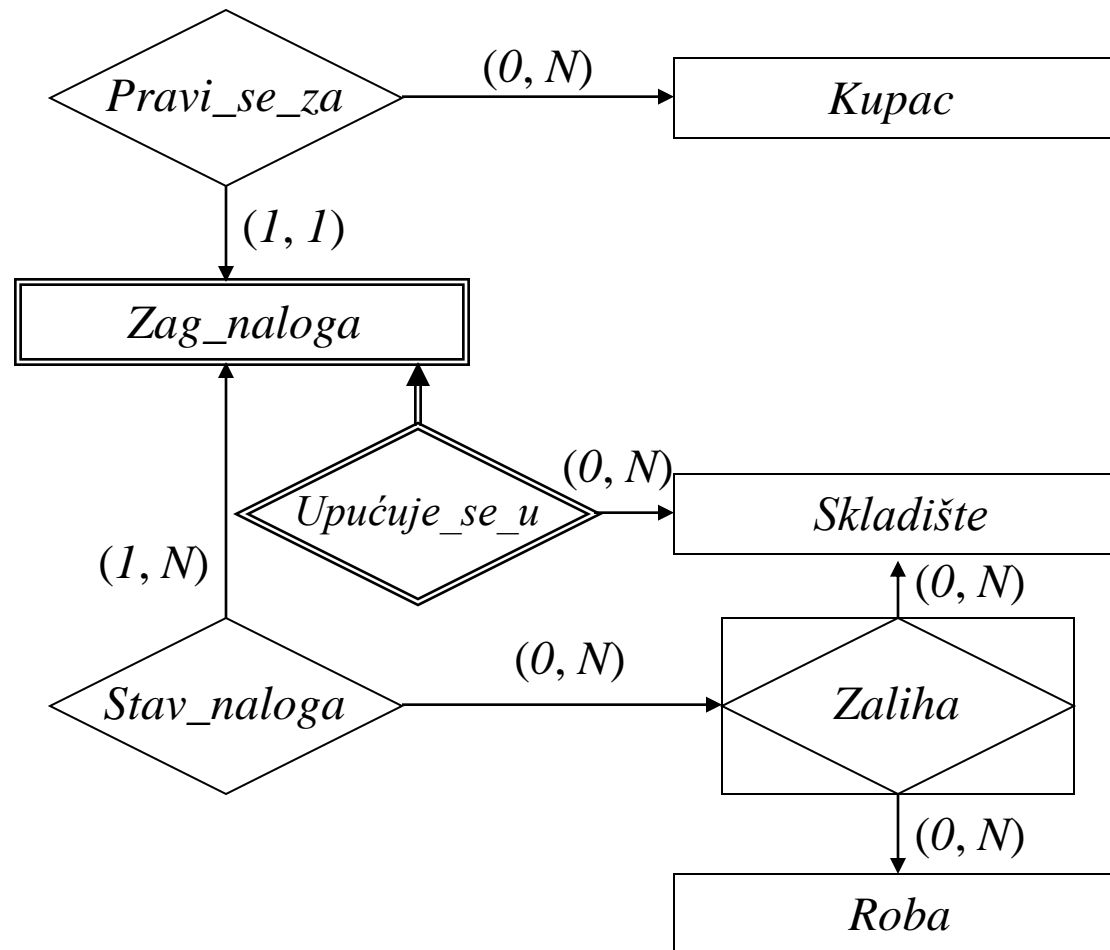 (0, N)
Pravi_se_za
Kupac
(1, 1)
Zag_naloga
(0, N)
Upućuje_se_u
Skladište
(1, N)
(0, N)
(0, N)
Stav_naloga
Zaliha
(0, N)
Roba